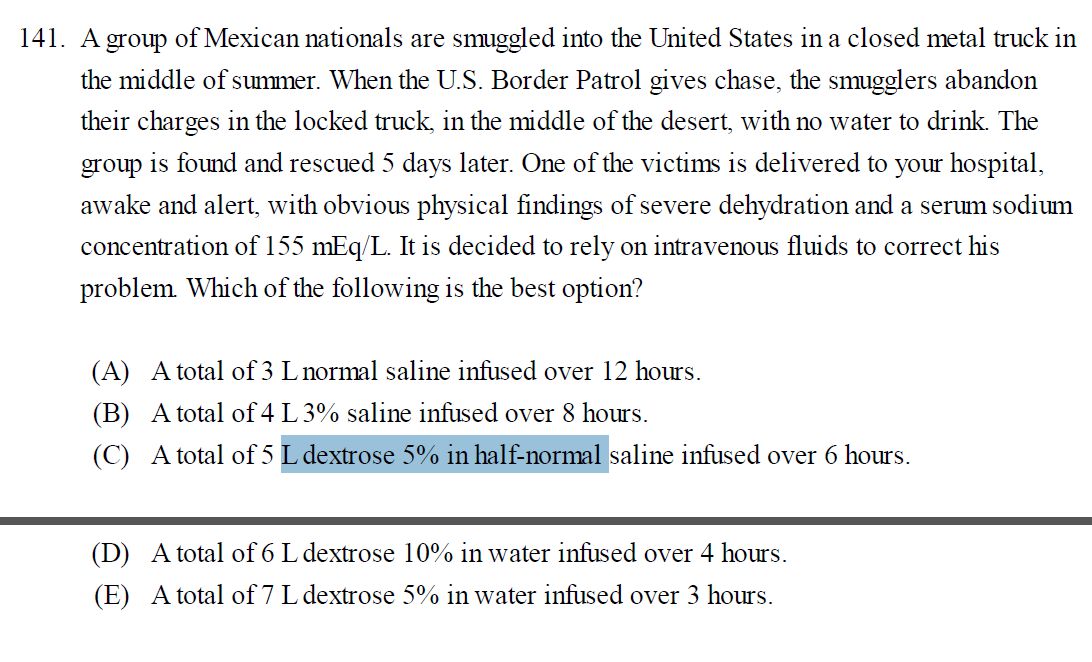 141. A group of Mexican nationals are smuggled into the United States in a closed metal truck in
the middle of summer. When the U.S. Border Patrol gives chase, the smugglers abandon
their charges in the locked truck, in the middle of the desert, with no water to drink. The
group is found and rescued 5 days later. One of the victims is delivered to your hospital,
awake and alert, with obvious physical findings of severe dehydration and a serum sodium
concentration of 155 mEq/L. It is decided to rely on intravenous fluids to correct his
problem. Which of the following is the best option?
(A) A total of 3 L normal saline infused over 12 hours.
(B) A total of 4 L 3% saline infused over 8 hours.
(C) A total of 5 L dextrose 5% in half-normal saline infused over 6 hours.
(D) A total of 6 L dextrose 10% in water infused over 4 hours.
(E) A total of 7 L dextrose 5% in water infused over 3 hours.